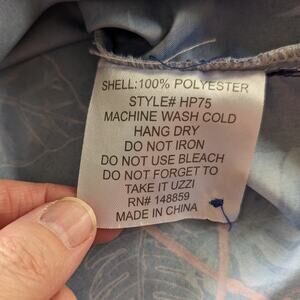 SHELL:100% POLYESTER
STYLE# HP75
MACHINE WASH COLD
HANG DRY
DO NOT IRON
DO NOT USE BLEACH
DO NOT FORGET TO
TAKE IT UZZI
RN# 148859
MADE IN CHINA